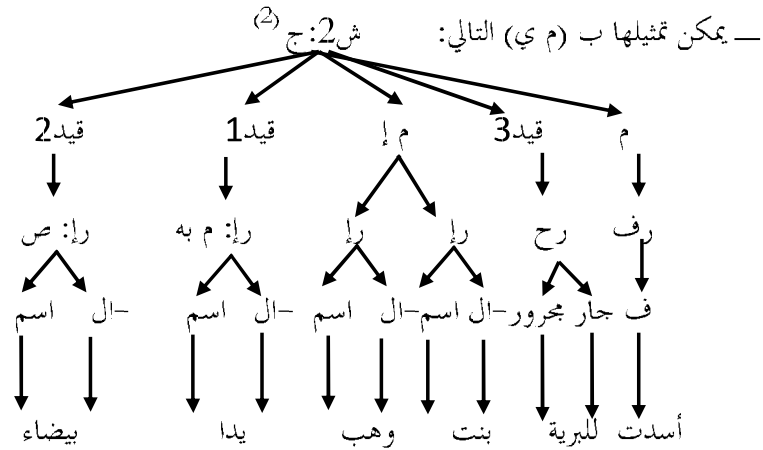 — يمكن تمثيلها ب (م ي) التالي: ش2:ج (2)
م قيد3 م إ قيد1 قيد2
رف رح رإ رإ رإ: م به رإ: ص
ف جار مجرور -ال اسم -ال اسم -ال اسم -ال اسم
أسدت للبرية بنت وهب يدا بيضاء